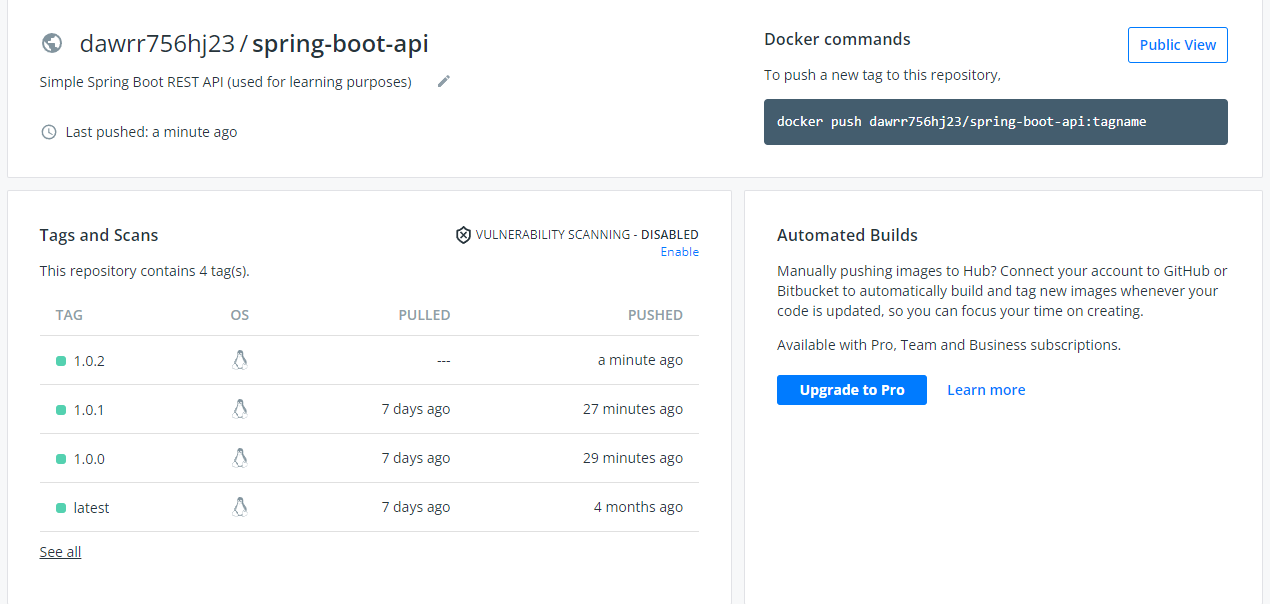 dawrr756hj23 / spring-boot-api
Simple Spring Boot REST API (used for learning purposes)
Last pushed: a minute ago
Docker commands
Public View
To push a new tag to this repository,
docker push dawrr756hj23/spring-boot-api:tagname
Tags and Scans
VULNERABILITY SCANNING - DISABLED
Enable
This repository contains 4 tag(s).
TAG OS PULLED PUSHED
1.0.2 --- a minute ago
1.0.1 7 days ago 27 minutes ago
1.0.0 7 days ago 29 minutes ago
latest 7 days ago 4 months ago
See all
Automated Builds
Manually pushing images to Hub? Connect your account to GitHub or
Bitbucket to automatically build and tag new images whenever your
code is updated, so you can focus your time on creating.
Available with Pro, Team and Business subscriptions.
Upgrade to Pro Learn more